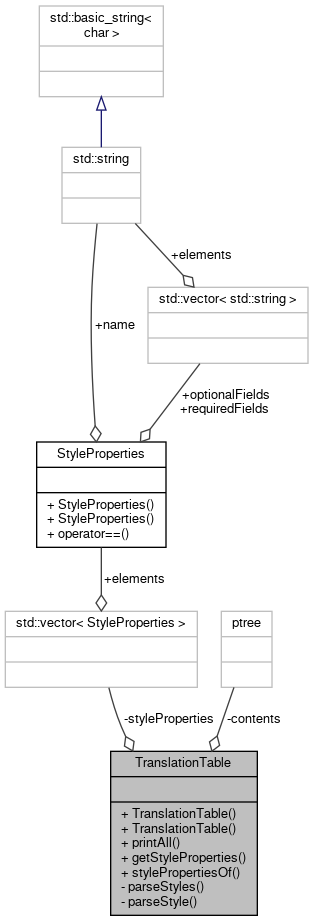 std::basic_string<
char >
std::string
+elements
std::vector< std::string >
+name
+optionalFields
+requiredFields
StyleProperties
+ StyleProperties()
+ StyleProperties()
+ operator==()
+elements
std::vector< StyleProperties >
ptree
-styleProperties
-contents
TranslationTable
+ TranslationTable()
+ TranslationTable()
+ printAll()
+ getStyleProperties()
+ stylePropertiesOf()
- parseStyles()
- parseStyle()